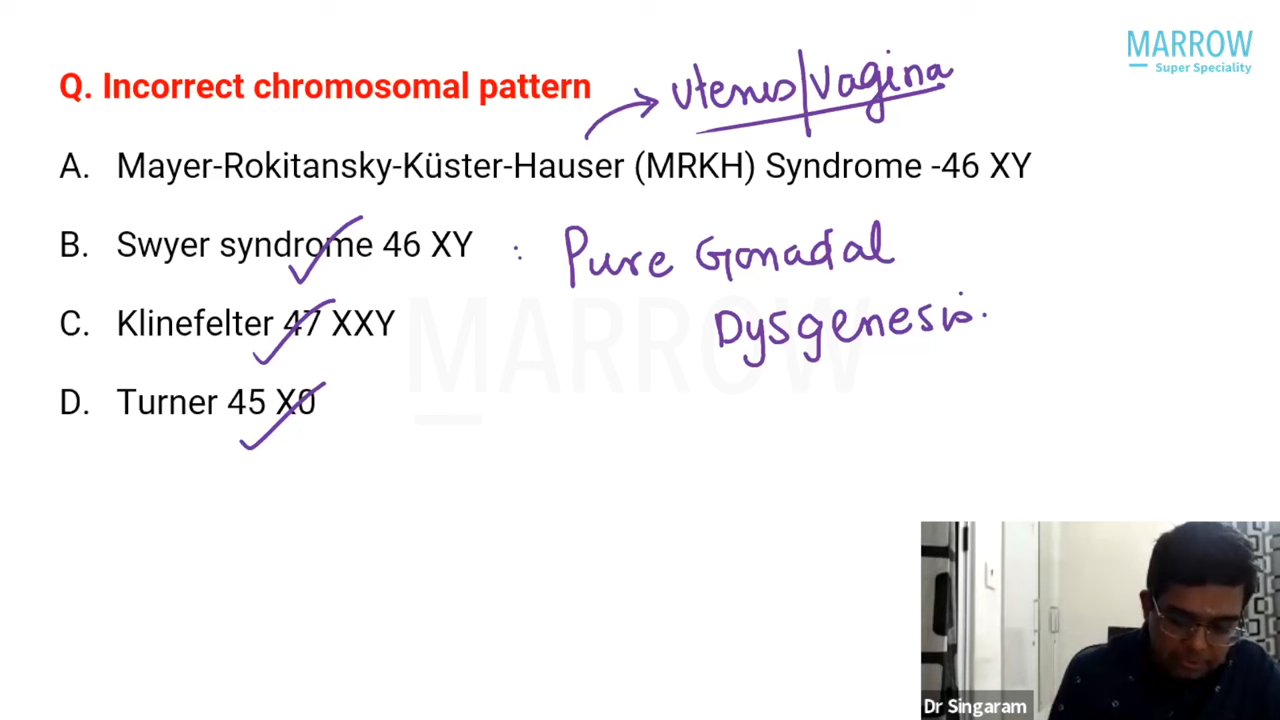 MARROW
Super Speciality
Q. Incorrect chromosomal pattern
uterus/vagina
A. Mayer-Rokitansky-Küster-Hauser (MRKH) Syndrome -46 XY
B. Swyer syndrome 46 XY : Pure Gonadal
Dysgenesis.
C. Klinefelter 47 XXY
D. Turner 45 X0
MARROW
Dr Singaram